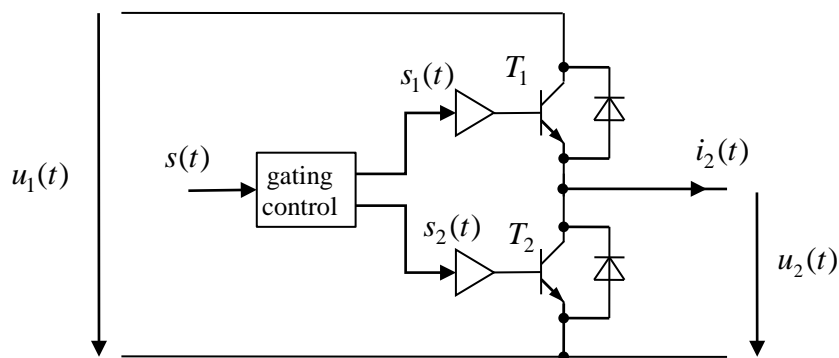 s₁(t)
T₁
s(t)
i₂(t)
u₁(t)
gating
control
s₂(t)
T₂
u₂(t)